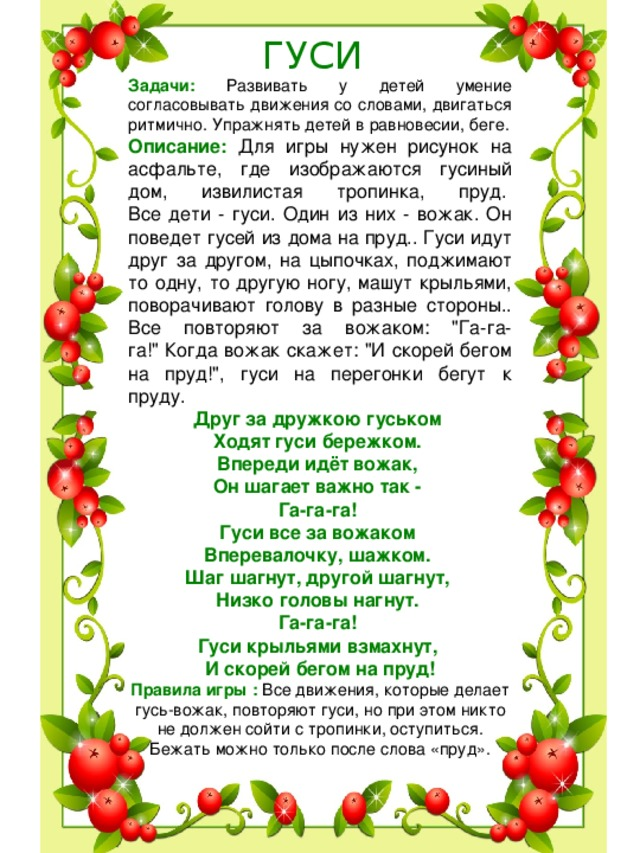 ГУСИ
Задачи: Развивать у детей умение
согласовывать движения со словами, двигаться
ритмично. Упражнять детей в равновесии, беге.
Описание: Для игры нужен рисунок на
асфальте, где изображаются гусиный
дом, извилистая тропинка, пруд.
Все дети - гуси. Один из них - вожак. Он
поведет гусей из дома на пруд.. Гуси идут
друг за другом, на цыпочках, поджимают
то одну, то другую ногу, машут крыльями,
поворачивают голову в разные стороны..
Все повторяют за вожаком: "Га-га-
га!" Когда вожак скажет: "И скорей бегом
на пруд!", гуси на перегонки бегут к
пруду.
Друг за дружкою гуськом
Ходят гуси бережком.
Впереди идёт вожак,
Он шагает важно так -
Га-га-га!
Гуси все за вожаком
Вперевалочку, шажком.
Шаг шагнут, другой шагнут,
Низко головы нагнут.
Га-га-га!
Гуси крыльями взмахнут,
И скорей бегом на пруд!
Правила игры : Все движения, которые делает
гусь-вожак, повторяют гуси, но при этом никто
не должен сойти с тропинки, оступиться.
Бежать можно только после слова «пруд».